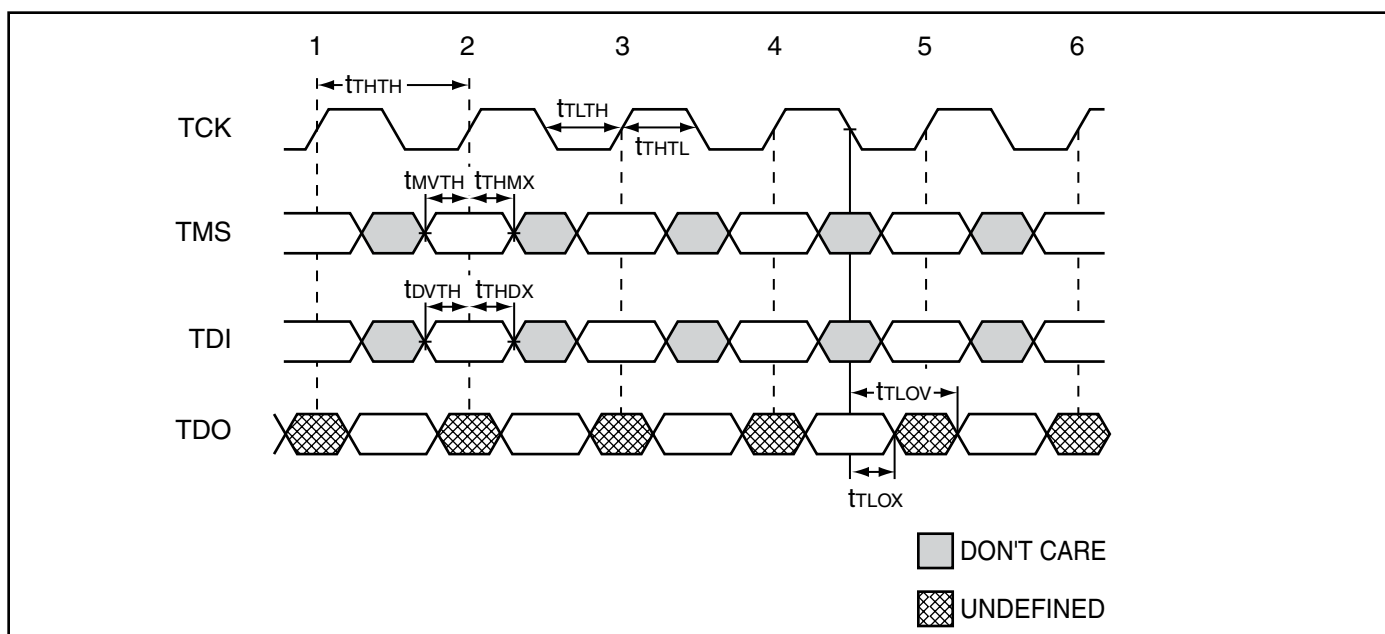 1 2 3 4 5 6
tTHTH
tTLTH
TCK
tTHTL
tMVTH tTHMX
TMS
tDVTH tTHDX
TDI
tTLOV
TDO
tTLOX
DON'T CARE
UNDEFINED